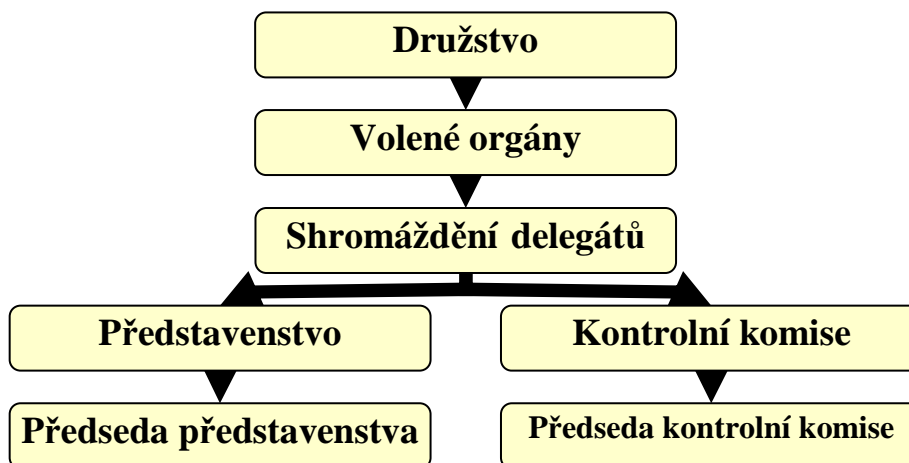 Družstvo
Volené orgány
Shromáždění delegátů
Představenstvo
Kontrolní komise
Předseda představenstva
Předseda kontrolní komise